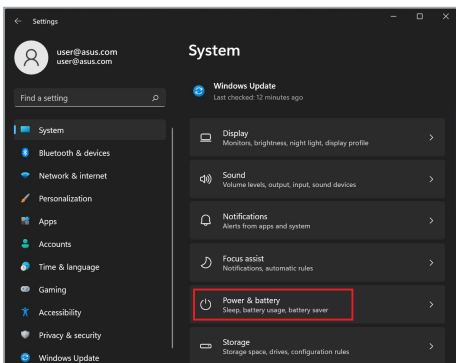 Settings
user@asus.com
user@asus.com
Find a setting
System
Bluetooth & devices
Network & internet
Personalization
Apps
Accounts
Time & language
Gaming
Accessibility
Privacy & security
Windows Update
System
Windows Update
Last checked: 12 minutes ago
Display
Monitors, brightness, night light, display profile
Sound
Volume levels, output, input, sound devices
Notifications
Alerts from apps and system
Focus assist
Notifications, automatic rules
Power & battery
Sleep, battery usage, battery saver
Storage
Storage space, drives, configuration rules